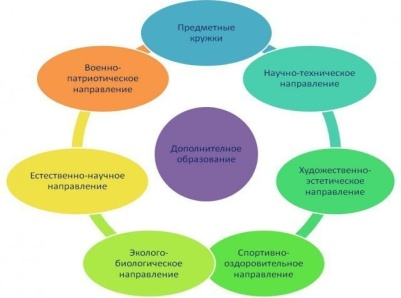 Предметные
кружки
Научно-техническое
направление
Художественно-
эстетическое
направление
Спортивно-
оздоровительное
направление
Эколого-
биологическое
направление
Естественно-научное
направление
Военно-
патриотическое
направление
Дополнителное
образование